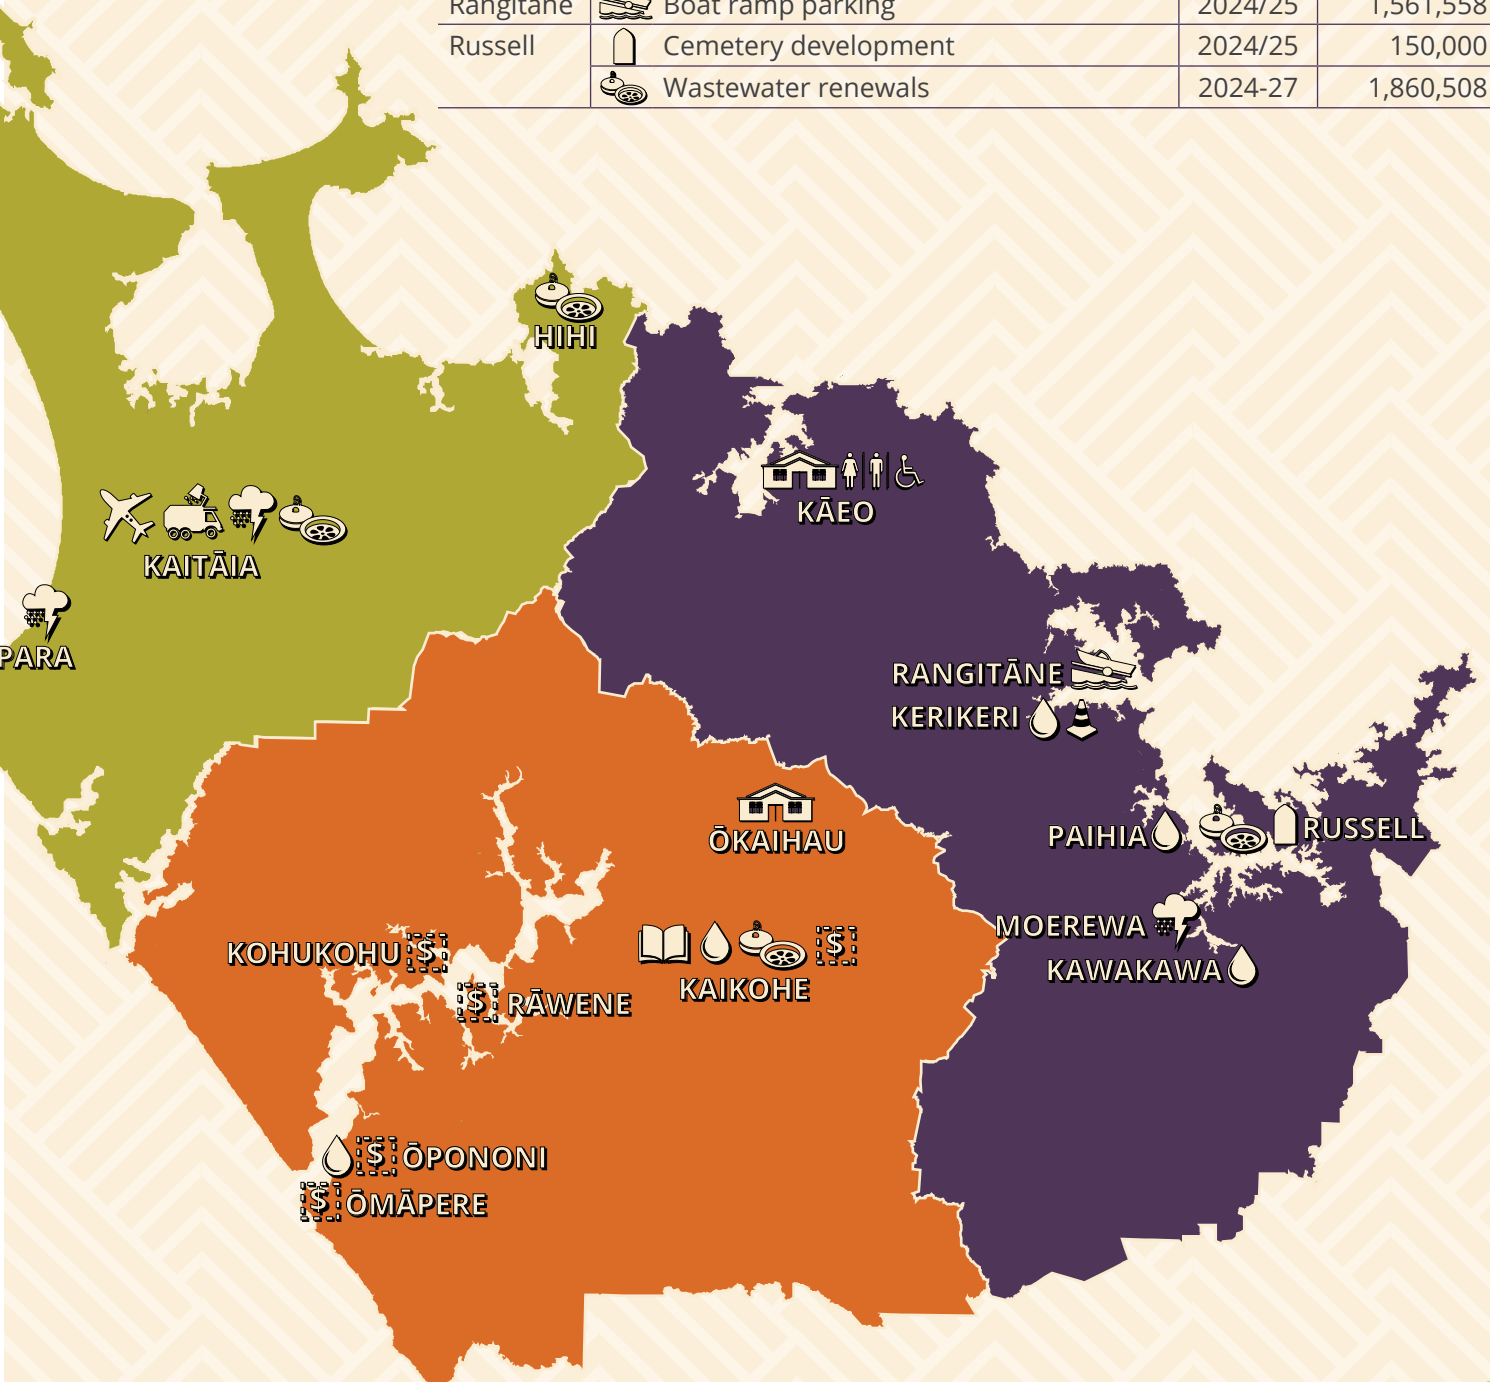 Rangitāne Boat ramp parking 2024/25 1,561,558
Russell Cemetery development 2024/25 150,000
Wastewater renewals 2024-27 1,860,508
HIHI
KĀEO
KAITĀIA
PARA
RANGITĀNE
KERIKERI
PAIHIA
RUSSELL
ŌKAIHAU
MOEREWA
KAWAKAWA
KOHUKOHU $
$
KAIKOHE
$ RĀWENE
$ ŌPONONI
$ ŌMĀPERE